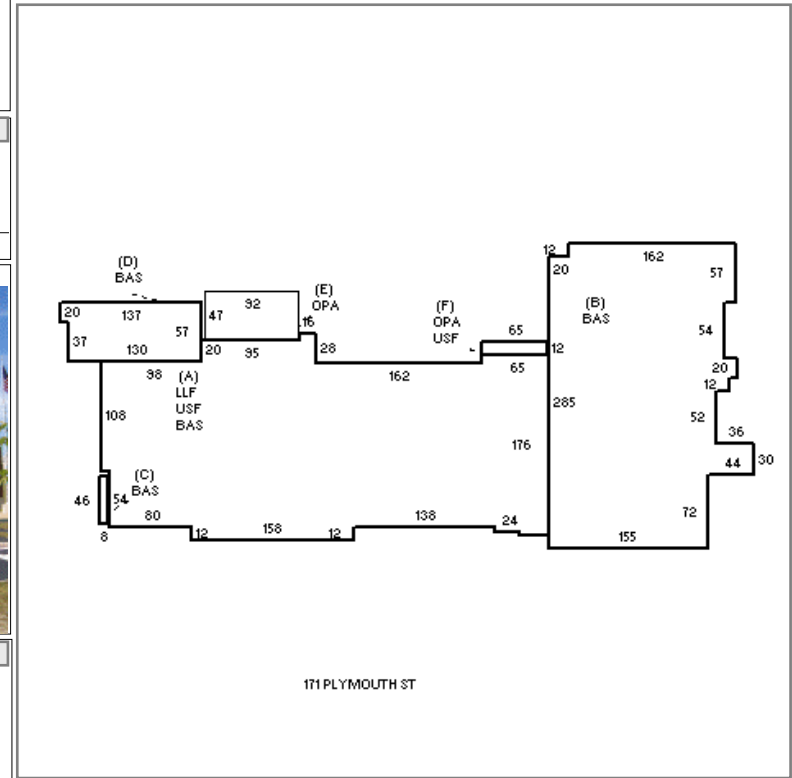 (D)
BAS
20
137
37
57
130
47
92
(E)
OPA
16
20
95
28
(F)
OPA
USF
65
12
65
162
12
20
162
57
(B)
BAS
54
20
12
52
36
44
30
72
285
155
176
98
(A)
LLF
USF
BAS
108
(C)
BAS
46
54
8
80
12
158
12
138
24
171 PLYMOUTH ST